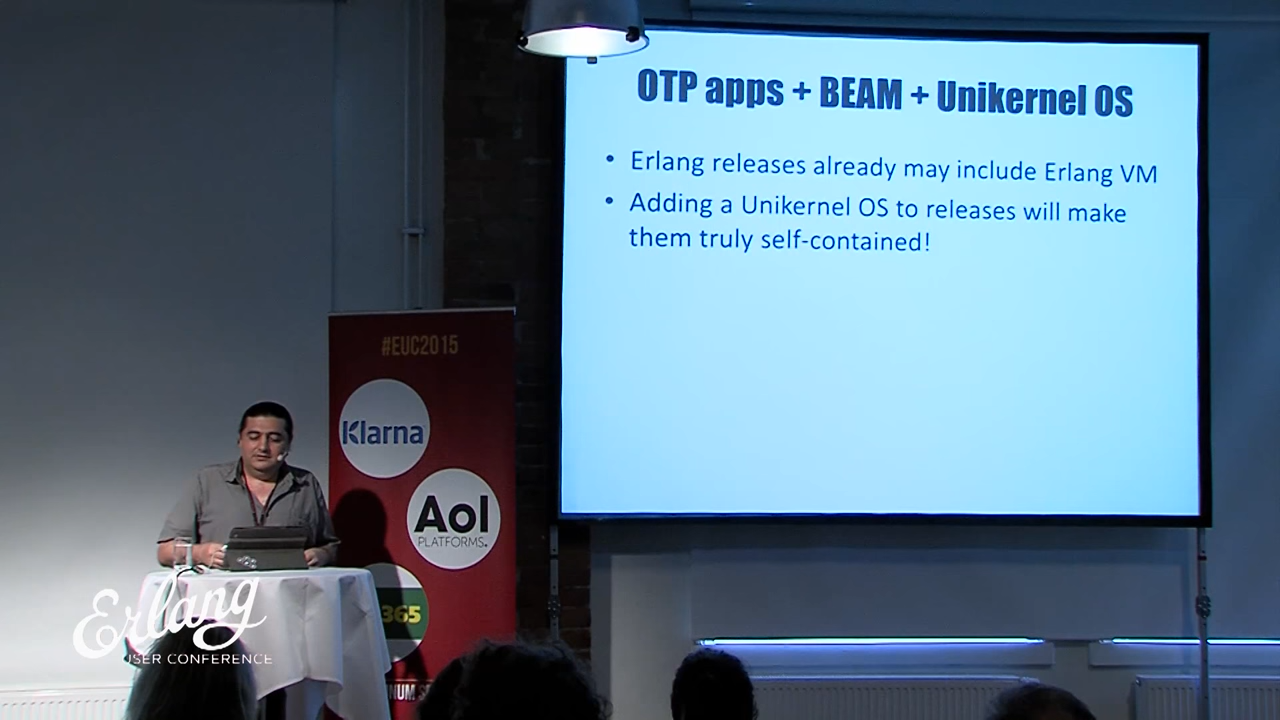 OTP apps + BEAM + Unikernel OS
• Erlang releases already may include Erlang VM
• Adding a Unikernel OS to releases will make
them truly self-contained!
#EUC2015
Klarna
Aol
PLATFORMS.
365
Erlang
USER CONFERENCE